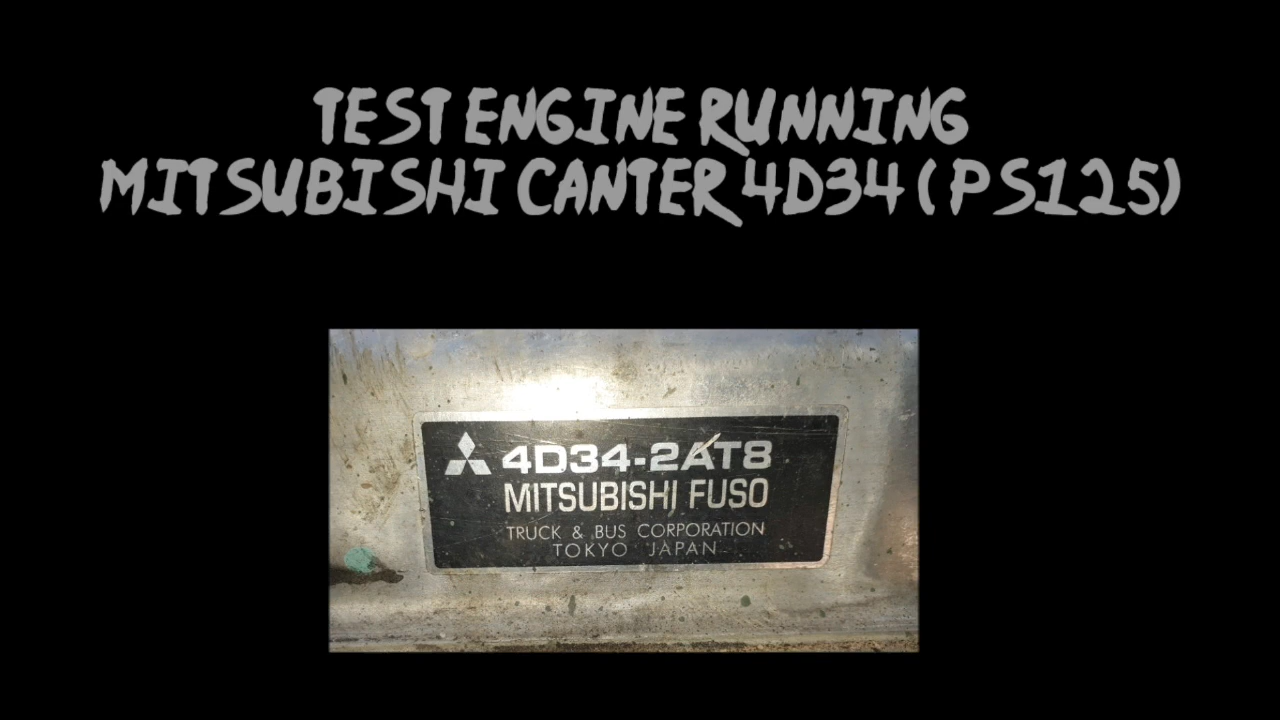 TEST ENGINE RUNNING
MITSUBISHI CANTER 4D34 ( PS125)
4D34-2AT8
MITSUBISHI FUSO
TRUCK & BUS CORPORATION
TOKYO JAPAN